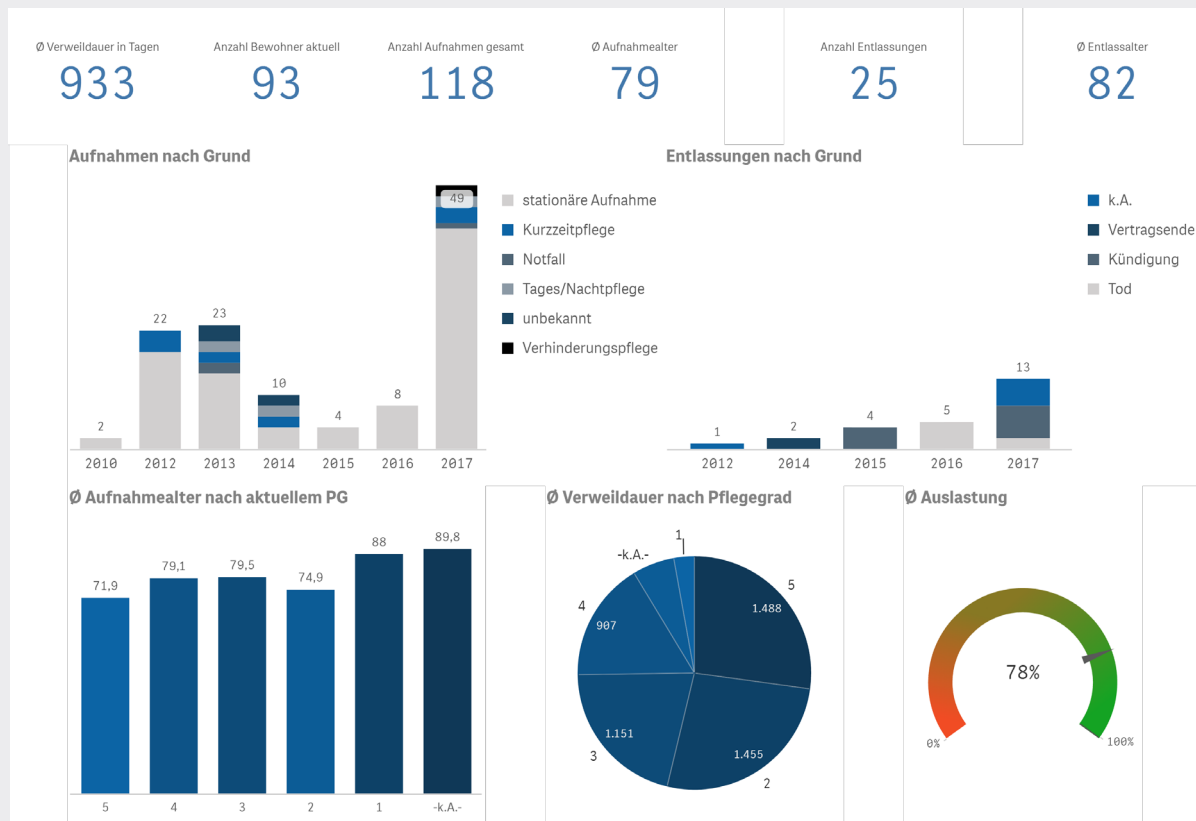 Ø Verweildauer in Tagen
933
Anzahl Bewohner aktuell
93
Anzahl Aufnahmen gesamt
118
Ø Aufnahmealter
79
Anzahl Entlassungen
25
Ø Entlassalter
82
Aufnahmen nach Grund
2
22
23
10
4
8
49
2010 2012 2013 2014 2015 2016 2017
stationäre Aufnahme
Kurzzeitpflege
Notfall
Tages/Nachtpflege
unbekannt
Verhinderungspflege
Entlassungen nach Grund
1
2
4
5
13
2012 2014 2015 2016 2017
k.A.
Vertragsende
Kündigung
Tod
Ø Aufnahmealter nach aktuellem PG
71,9
79,1
79,5
74,9
88
89,8
5 4 3 2 1 -k.A.-
Ø Verweildauer nach Pflegegrad
1
-k.A.-
5
1.488
4
907
1.151
3
1.455
2
Ø Auslastung
78%
0%
100%